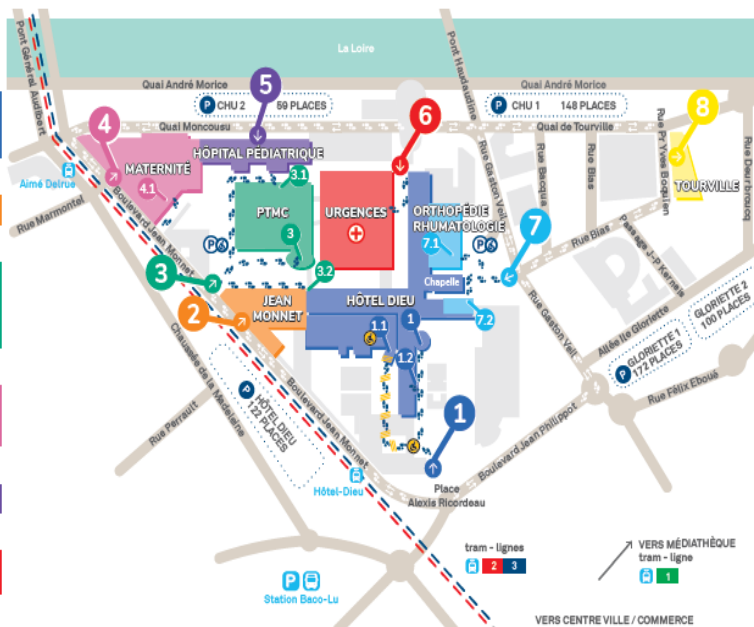 La Loire
Pont Général Audibert
Pont Haudaudine
Quai André Morice
Quai André Morice
P CHU 2 59 PLACES
P CHU 1 148 PLACES
5
6
4
8
Quai Moncousu
Quai de Tourville
HÔPITAL PÉDIATRIQUE
MATERNITÉ
4.1
3.1
Aimé Delrue
Rue Marmontel
Boulevard Jean Monnet
PTMC
URGENCES
ORTHOPÉDIE
RHUMATOLOGIE
7.1
7
Rue Gaston Veil
Rue Bacqua
Rue Bias
Rue Pr Yves Boquien
TOURVILLE
Rue Deurbroucq
Rue Bias
Passage J-P Kerneis
P
P
3
3
3.2
Chapelle
JEAN
MONNET
HÔTEL DIEU
7.2
2
1.1
1
1.2
Rue Gaston Veil
Allée Ile Gloriette
P GLORIETTE 1
172 PLACES
GLORIETTE 2
100 PLACES
Rue Félix Eboué
Chaussée de la Madeleine
P HÔTEL DIEU
122 PLACES
Boulevard Jean Monnet
Rue Perrault
1
Boulevard Jean Philippot
Hôtel-Dieu
Place
Alexis Ricordeau
tram - lignes
2 3
VERS MÉDIATHÈQUE
tram - ligne
1
P
Station Baco-Lu
VERS CENTRE VILLE / COMMERCE